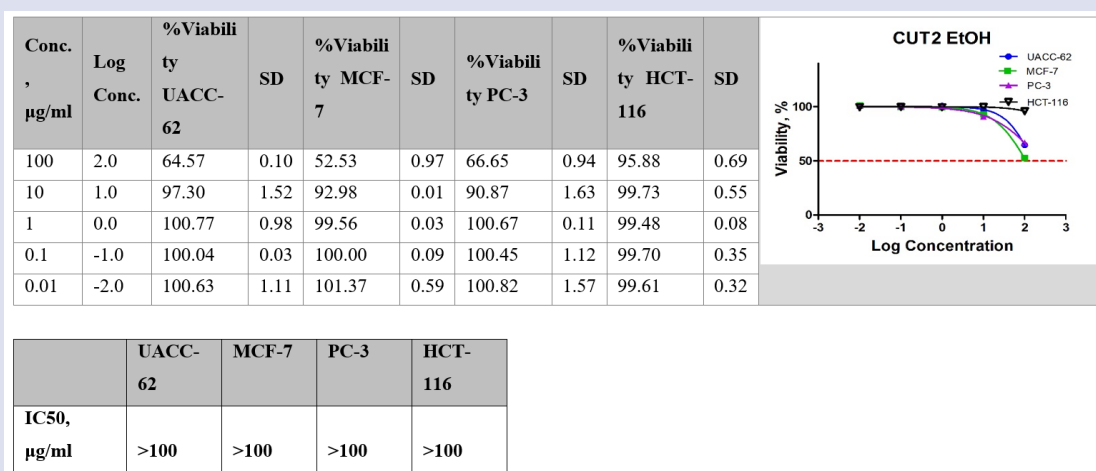 Conc.
,
µg/ml
Log
Conc.
%Viabili
ty
UACC-
62
SD
%Viabili
ty MCF-
7
SD
%Viabili
ty PC-3
SD
%Viabili
ty HCT-
116
SD
100 2.0 64.57 0.10 52.53 0.97 66.65 0.94 95.88 0.69
10 1.0 97.30 1.52 92.98 0.01 90.87 1.63 99.73 0.55
1 0.0 100.77 0.98 99.56 0.03 100.67 0.11 99.48 0.08
0.1 -1.0 100.04 0.03 100.00 0.09 100.45 1.12 99.70 0.35
0.01 -2.0 100.63 1.11 101.37 0.59 100.82 1.57 99.61 0.32
CUT2 EtOH
UACC-62
MCF-7
PC-3
HCT-116
Viability, %
100
50
0
-3 -2 -1 0 1 2 3
Log Concentration
UACC-
62
MCF-7
PC-3
HCT-
116
IC50,
µg/ml
>100 >100 >100 >100